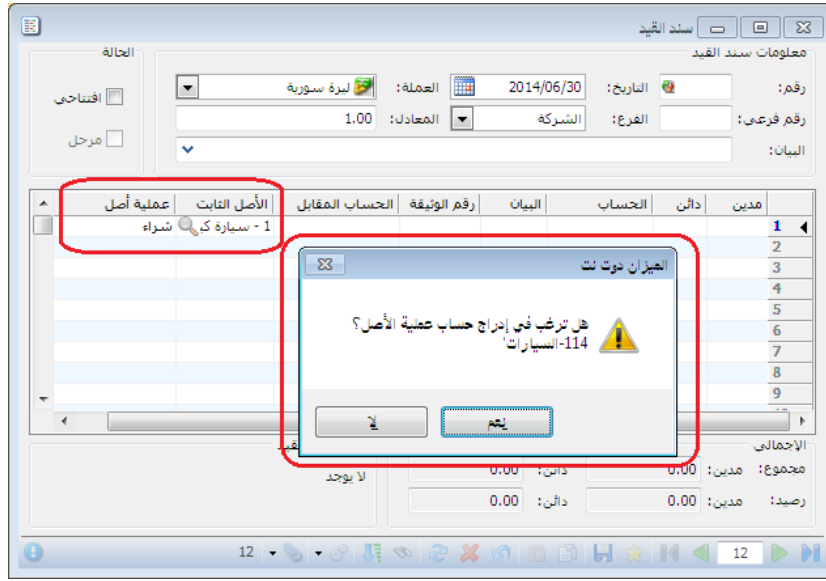 سند القيد
معلومات سند القيد
الحالة
رقم:
التاريخ: 2014/06/30
العملة: ليرة سورية
افتتاحي
رقم فرعي:
الفرع: الشركة
المعادل: 1.00
مرحل
البيان:
مدين دائن الحساب البيان رقم الوثيقة الحساب المقابل الأصل الثابت عملية أصل
1 1 - سيارة كي شراء
2
3
4
5
6
7
8
9
الميزان دوت نت
هل ترغب في إدراج حساب عملية الأصل؟
114-السيارات'
نعم
لا
الإجمالي
مجموع: مدين: 0.00 دائن: 0.00
لا يوجد
رصيد: مدين: 0.00 دائن: 0.00
12
12